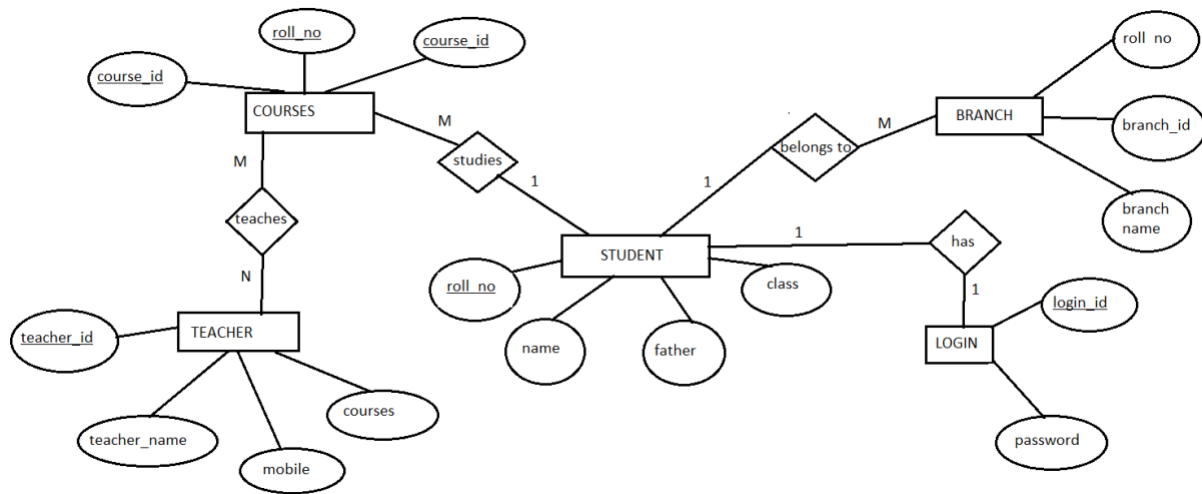 roll_no
course_id
course_id
COURSES
M
M
studies
1
teaches
N
TEACHER
teacher_id
teacher_name
mobile
courses
roll no
BRANCH
branch_id
branch
name
M
belongs to
1
STUDENT
roll_no
name
father
class
1
has
1
login_id
LOGIN
password